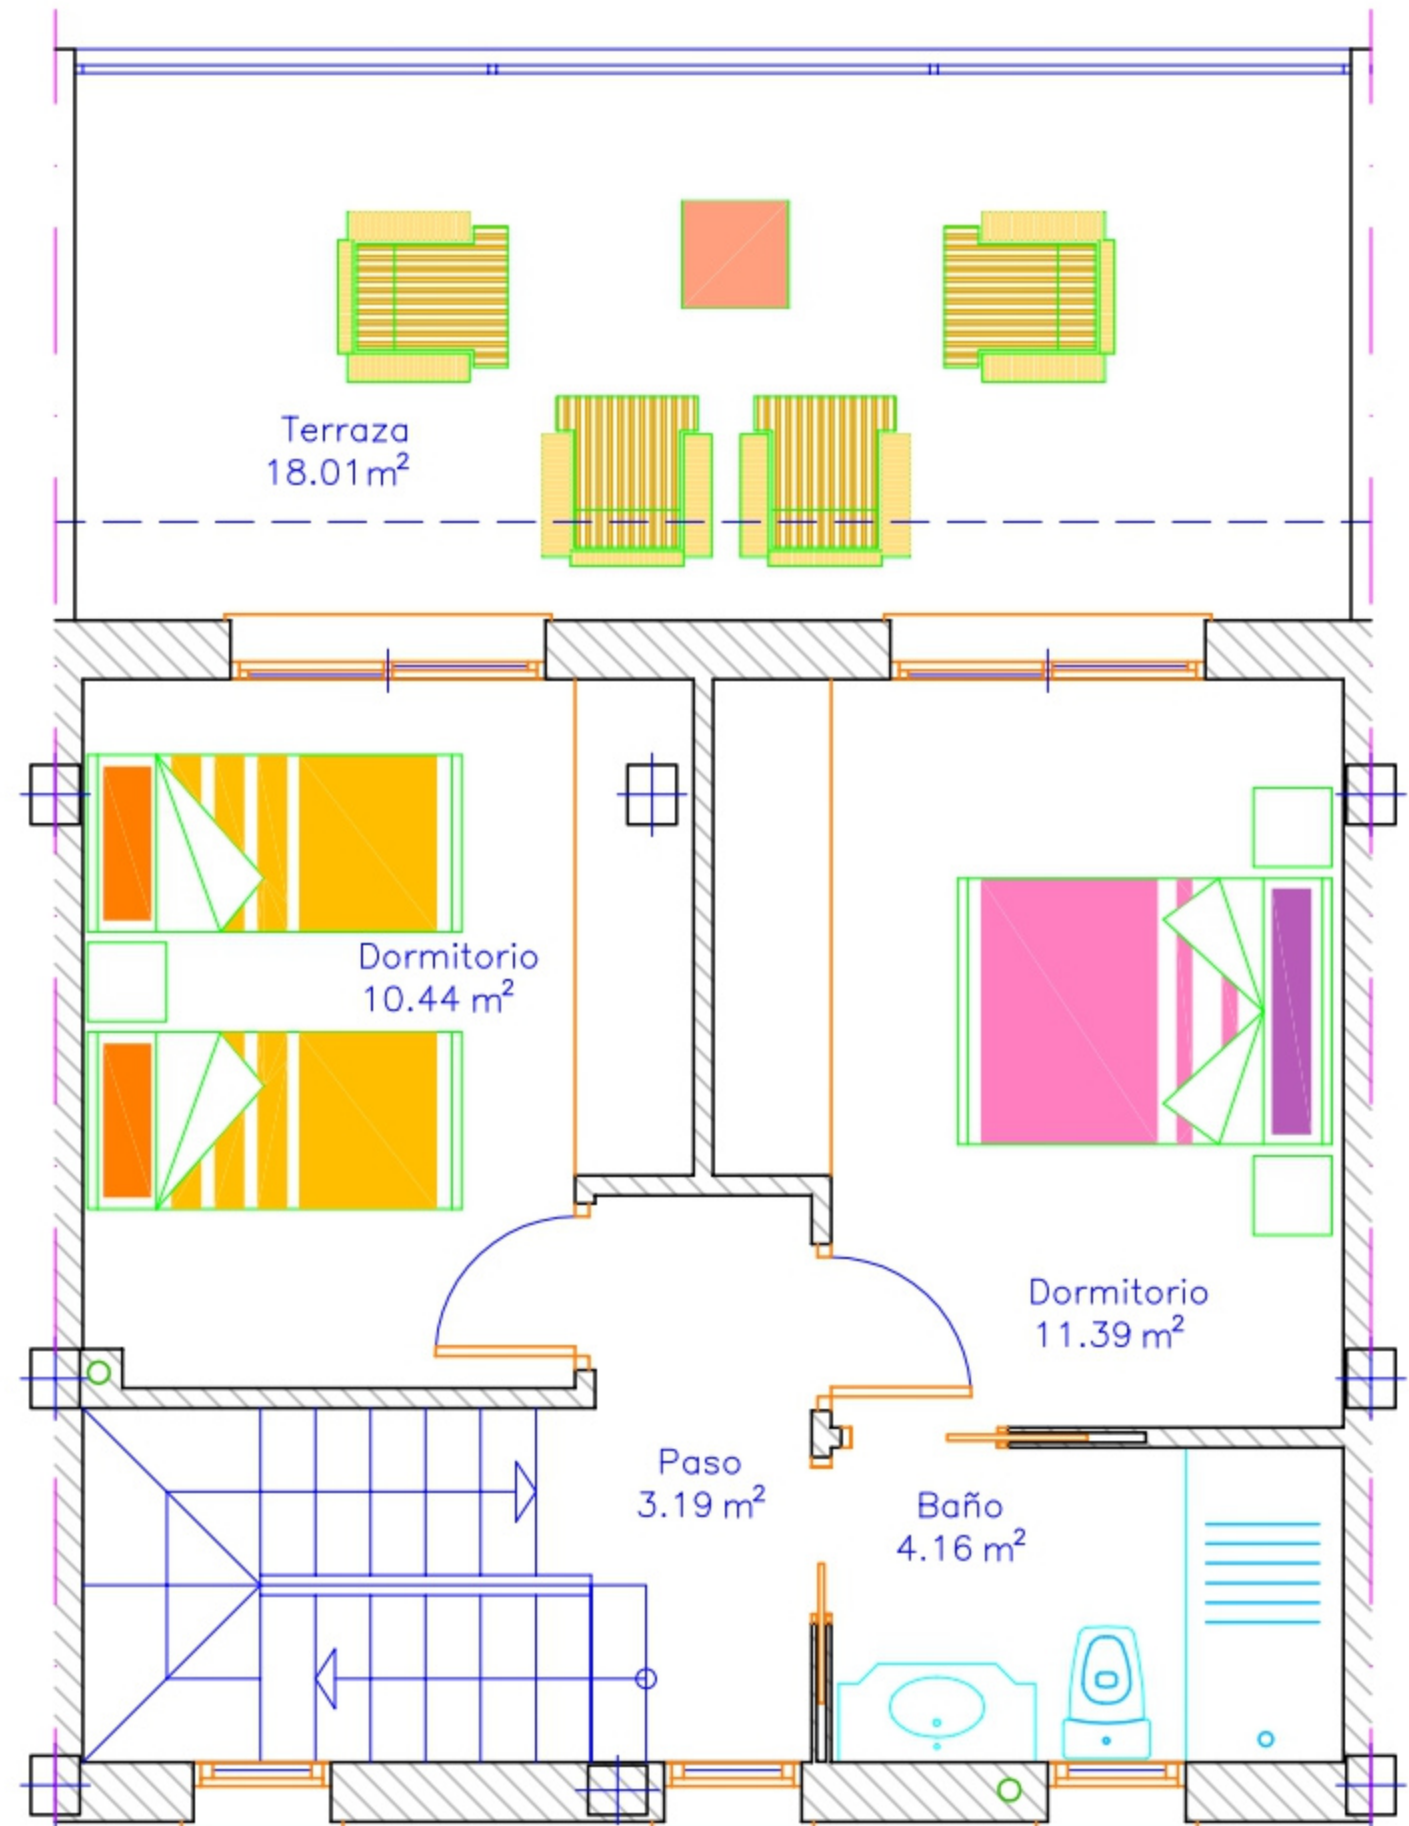 Terraza
18.01m²
Dormitorio
10.44 m²
Dormitorio
11.39 m²
Paso
3.19 m²
Baño
4.16 m²